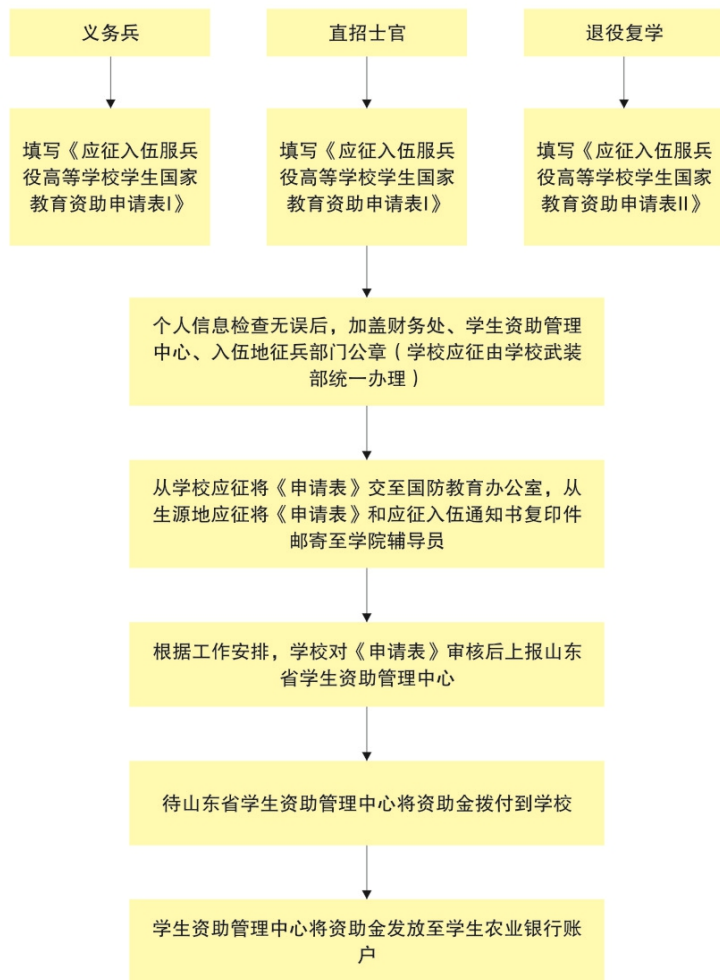 义务兵
直招士官
退役复学
填写《应征入伍服兵
役高等学校学生国家
教育资助申请表I》
填写《应征入伍服兵
役高等学校学生国家
教育资助申请表I》
填写《应征入伍服兵
役高等学校学生国家
教育资助申请表II》
个人信息检查无误后，加盖财务处、学生资助管理
中心、入伍地征兵部门公章（学校应征由学校武装
部统一办理）
从学校应征将《申请表》交至国防教育办公室，从
生源地应征将《申请表》和应征入伍通知书复印件
邮寄至学院辅导员
根据工作安排，学校对《申请表》审核后上报山东
省学生资助管理中心
待山东省学生资助管理中心将资助金拨付到学校
学生资助管理中心将资助金发放至学生农业银行账
户